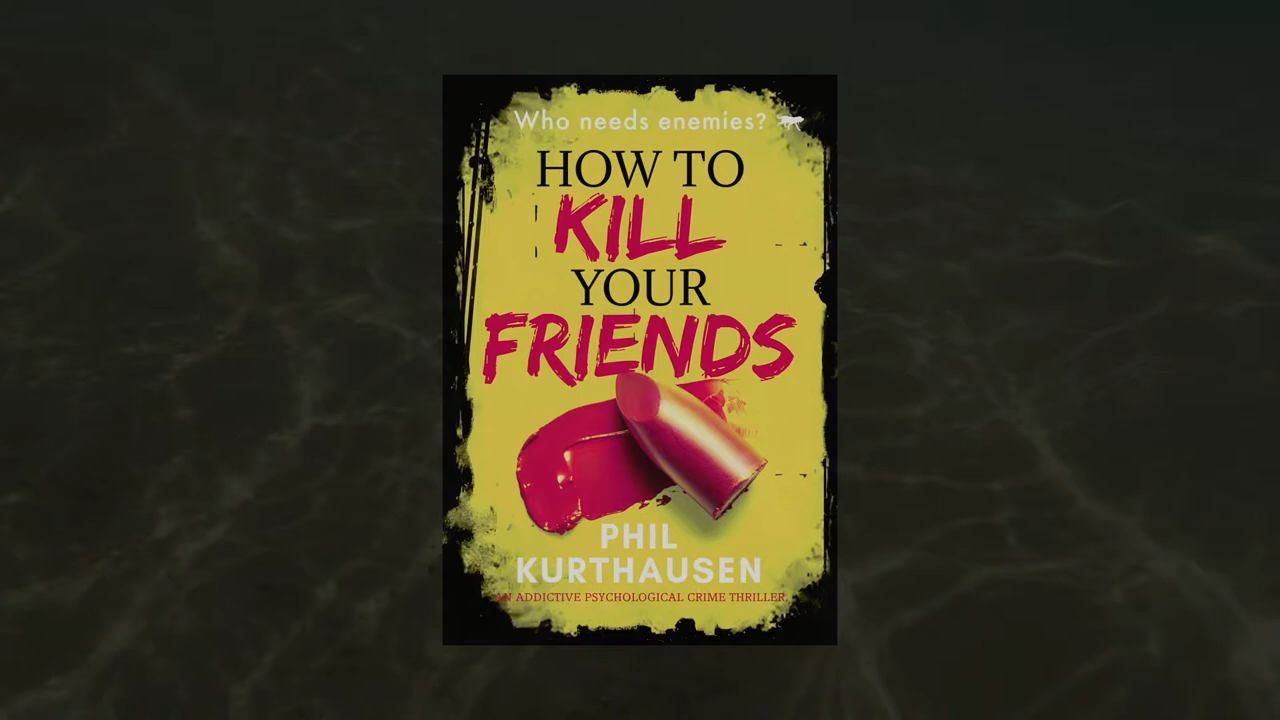 Who needs enemies?
HOW TO
KILL
YOUR
FRIENDS
PHIL
KURTHAUSEN
AN ADDICTIVE PSYCHOLOGICAL CRIME THRILLER